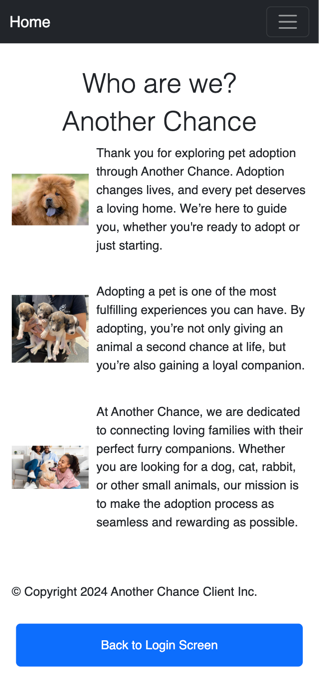 Home
Who are we?
Another Chance
Thank you for exploring pet adoption
through Another Chance. Adoption
changes lives, and every pet deserves
a loving home. We’re here to guide
you, whether you're ready to adopt or
just starting.
Adopting a pet is one of the most
fulfilling experiences you can have. By
adopting, you’re not only giving an
animal a second chance at life, but
you’re also gaining a loyal companion.
At Another Chance, we are dedicated
to connecting loving families with their
perfect furry companions. Whether
you are looking for a dog, cat, rabbit,
or other small animals, our mission is
to make the adoption process as
seamless and rewarding as possible.
© Copyright 2024 Another Chance Client Inc.
Back to Login Screen